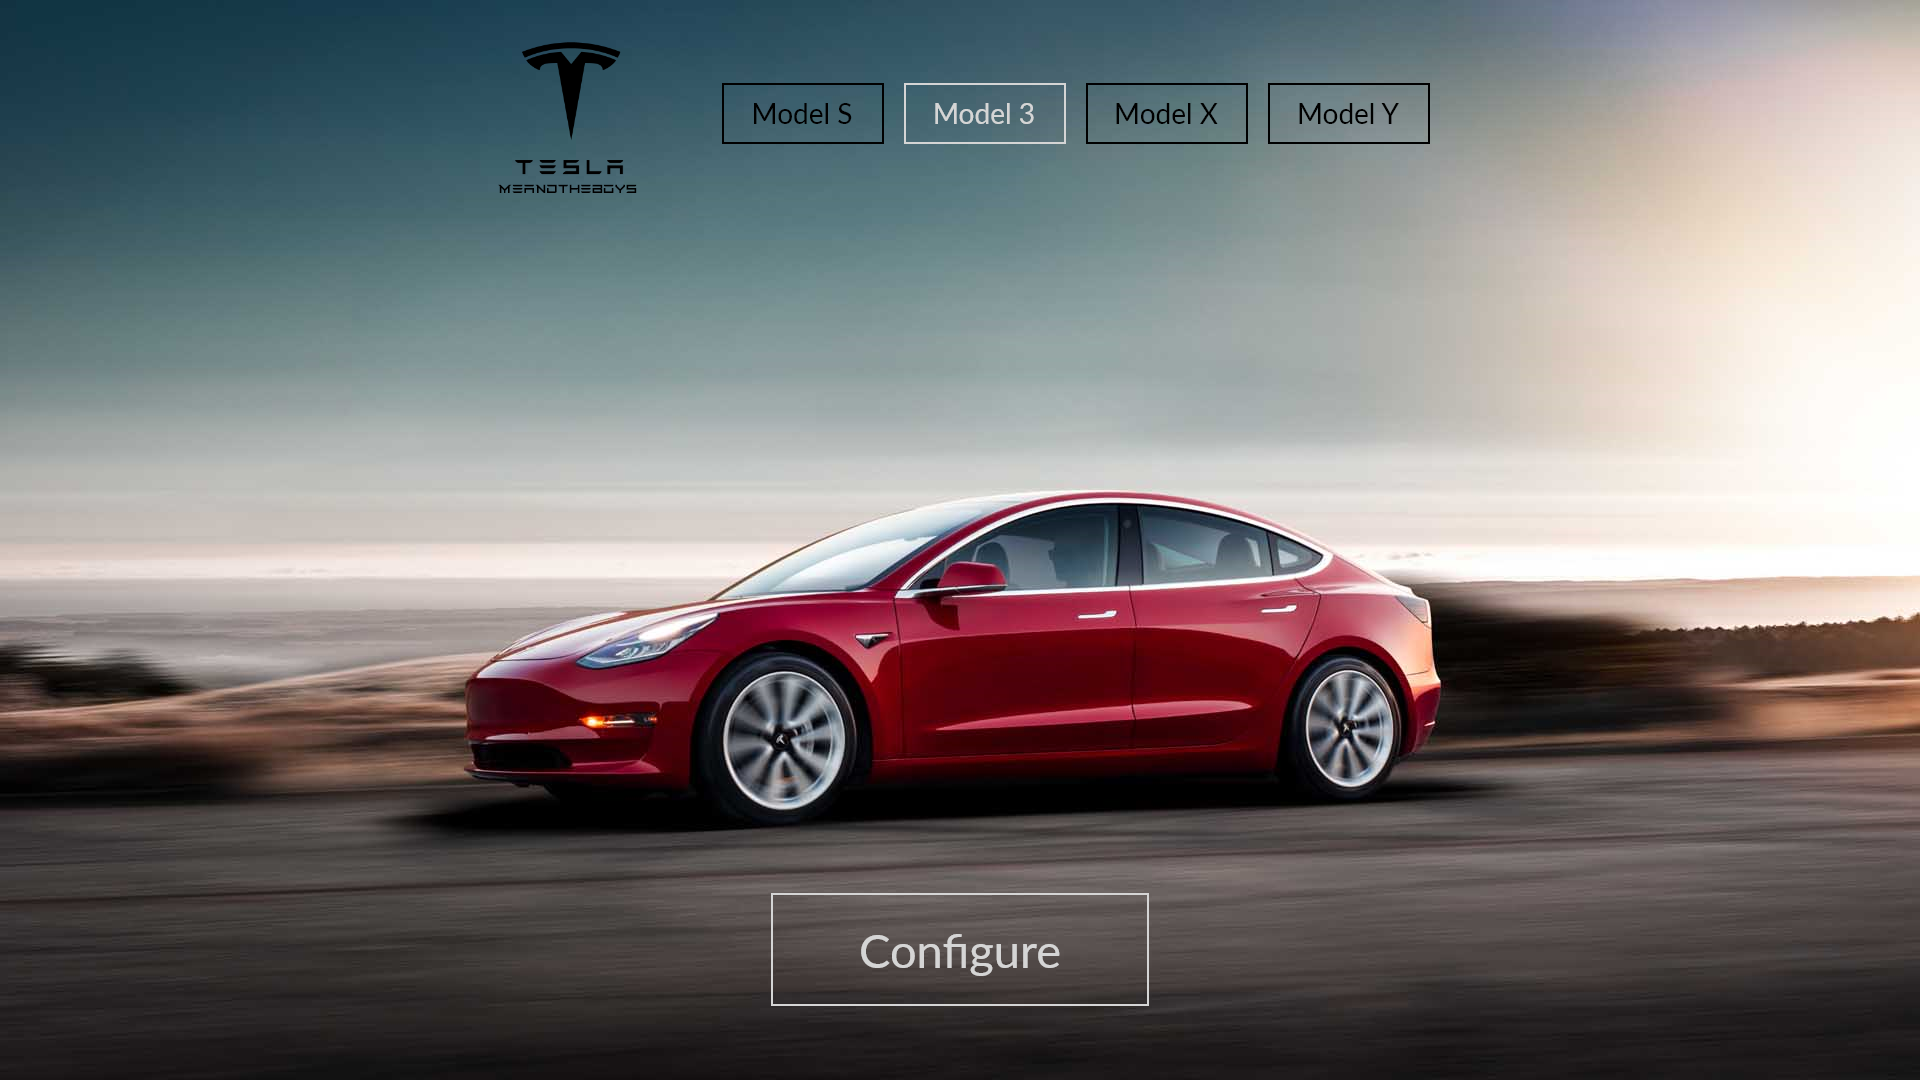 TESLA
MEANDTHEBOYS
Model S
Model 3
Model X
Model Y
Configure